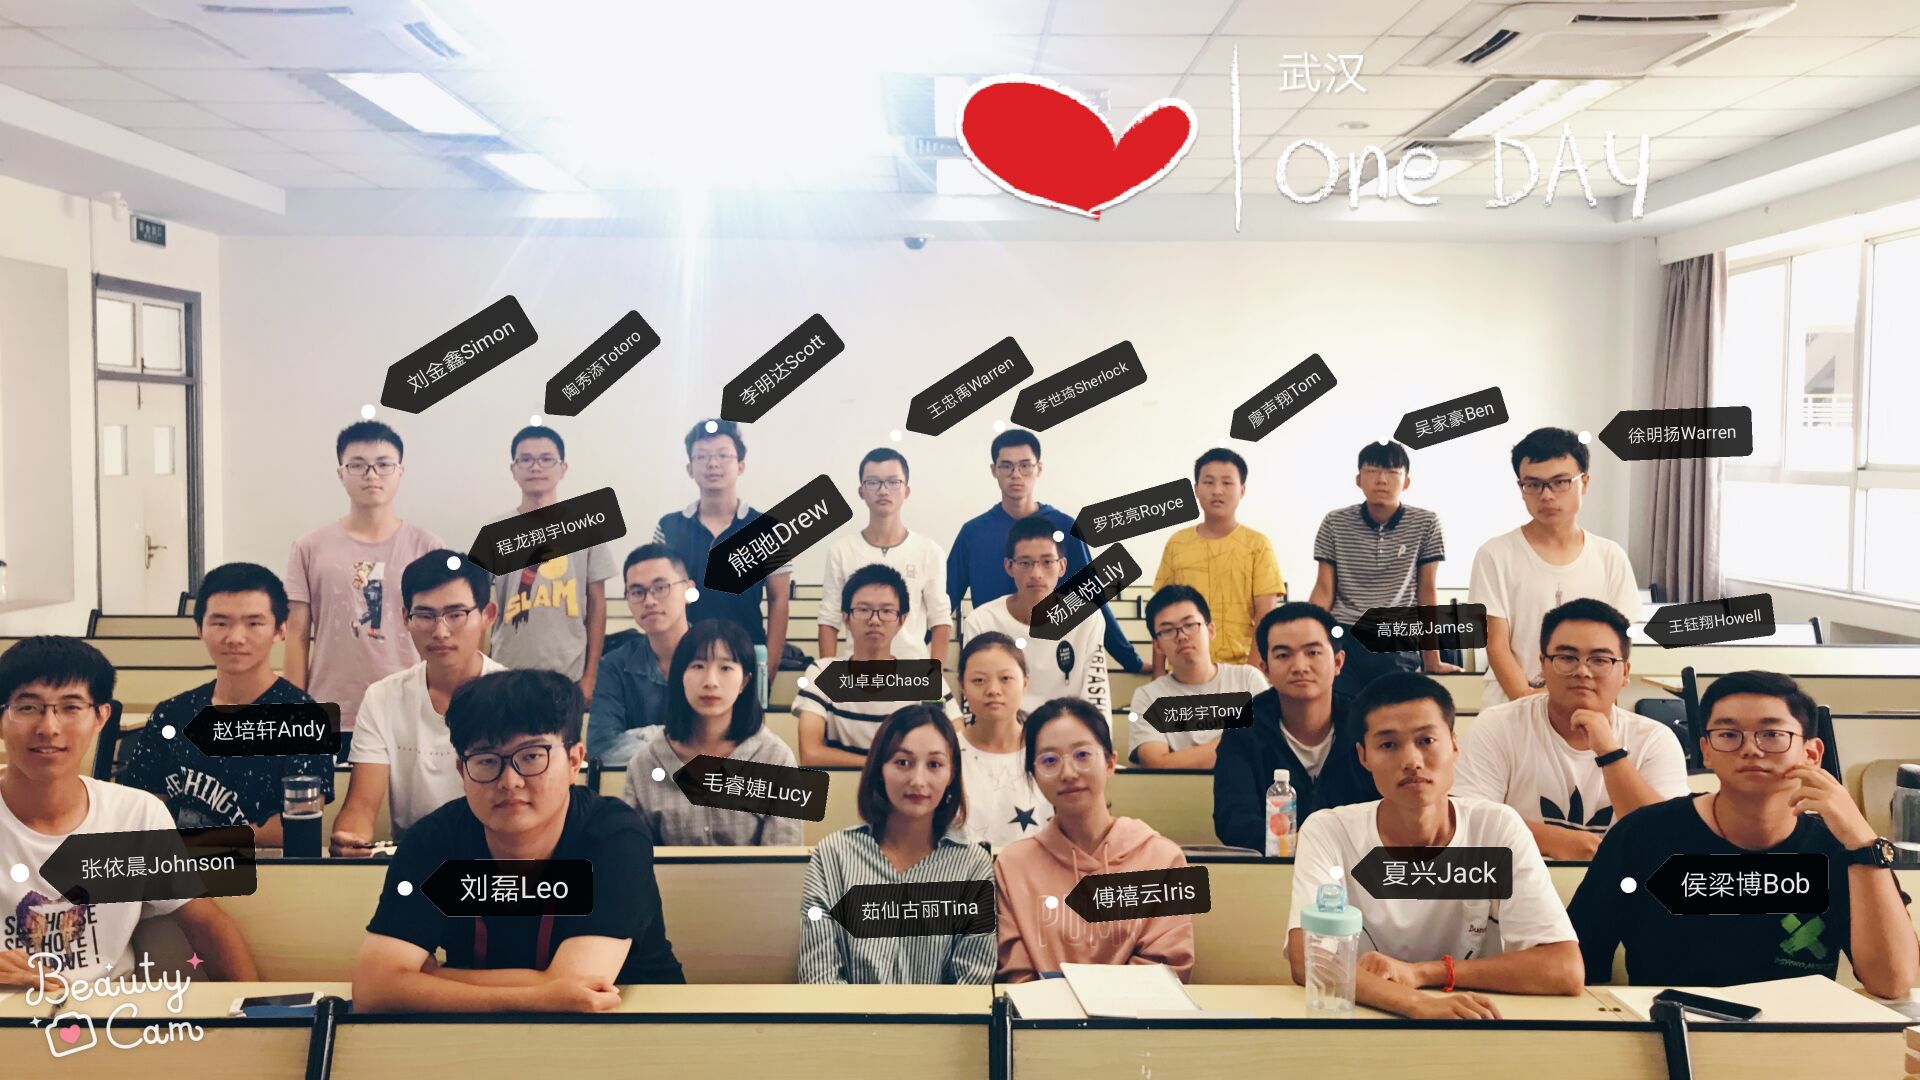 武汉
one DAY
刘金鑫Simon
陶秀添Totoro
李明达Scott
王忠禹Warren
李世琦Sherlock
廖声翔Tom
吴家豪Ben
徐明扬Warren
程龙翔宇Iowko
熊驰Drew
罗茂亮Royce
杨晨悦Lily
高乾威James
王钰翔Howell
刘卓卓Chaos
沈彤宇Tony
赵培轩Andy
毛睿婕Lucy
张依晨Johnson
刘磊Leo
茹仙古丽Tina
傅禧云Iris
夏兴Jack
侯梁博Bob
SLAM
Beauty
Cam